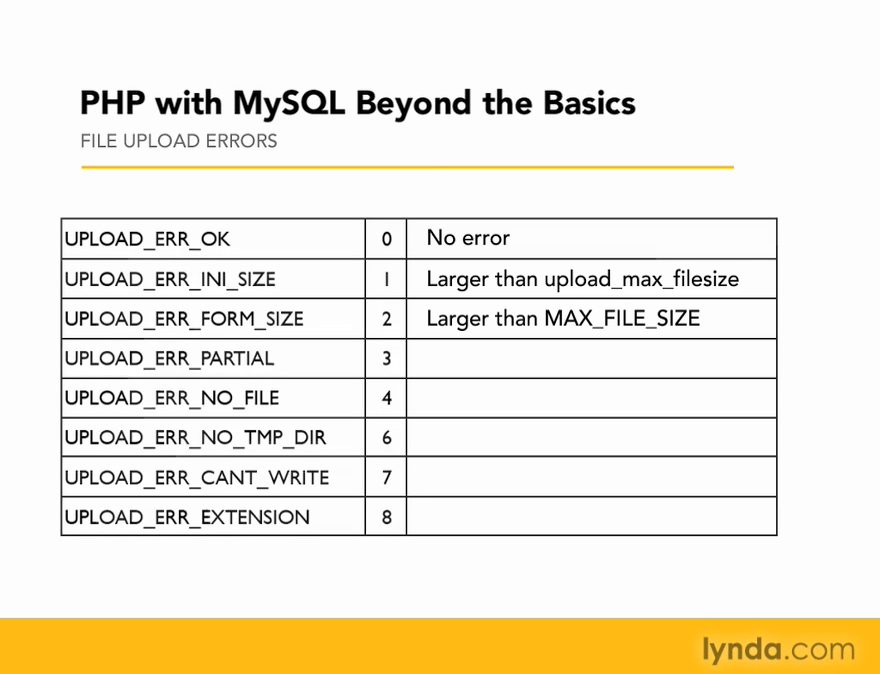 PHP with MySQL Beyond the Basics
FILE UPLOAD ERRORS
UPLOAD_ERR_OK 0 No error
UPLOAD_ERR_INI_SIZE 1 Larger than upload_max_filesize
UPLOAD_ERR_FORM_SIZE 2 Larger than MAX_FILE_SIZE
UPLOAD_ERR_PARTIAL 3
UPLOAD_ERR_NO_FILE 4
UPLOAD_ERR_NO_TMP_DIR 6
UPLOAD_ERR_CANT_WRITE 7
UPLOAD_ERR_EXTENSION 8
lynda.com